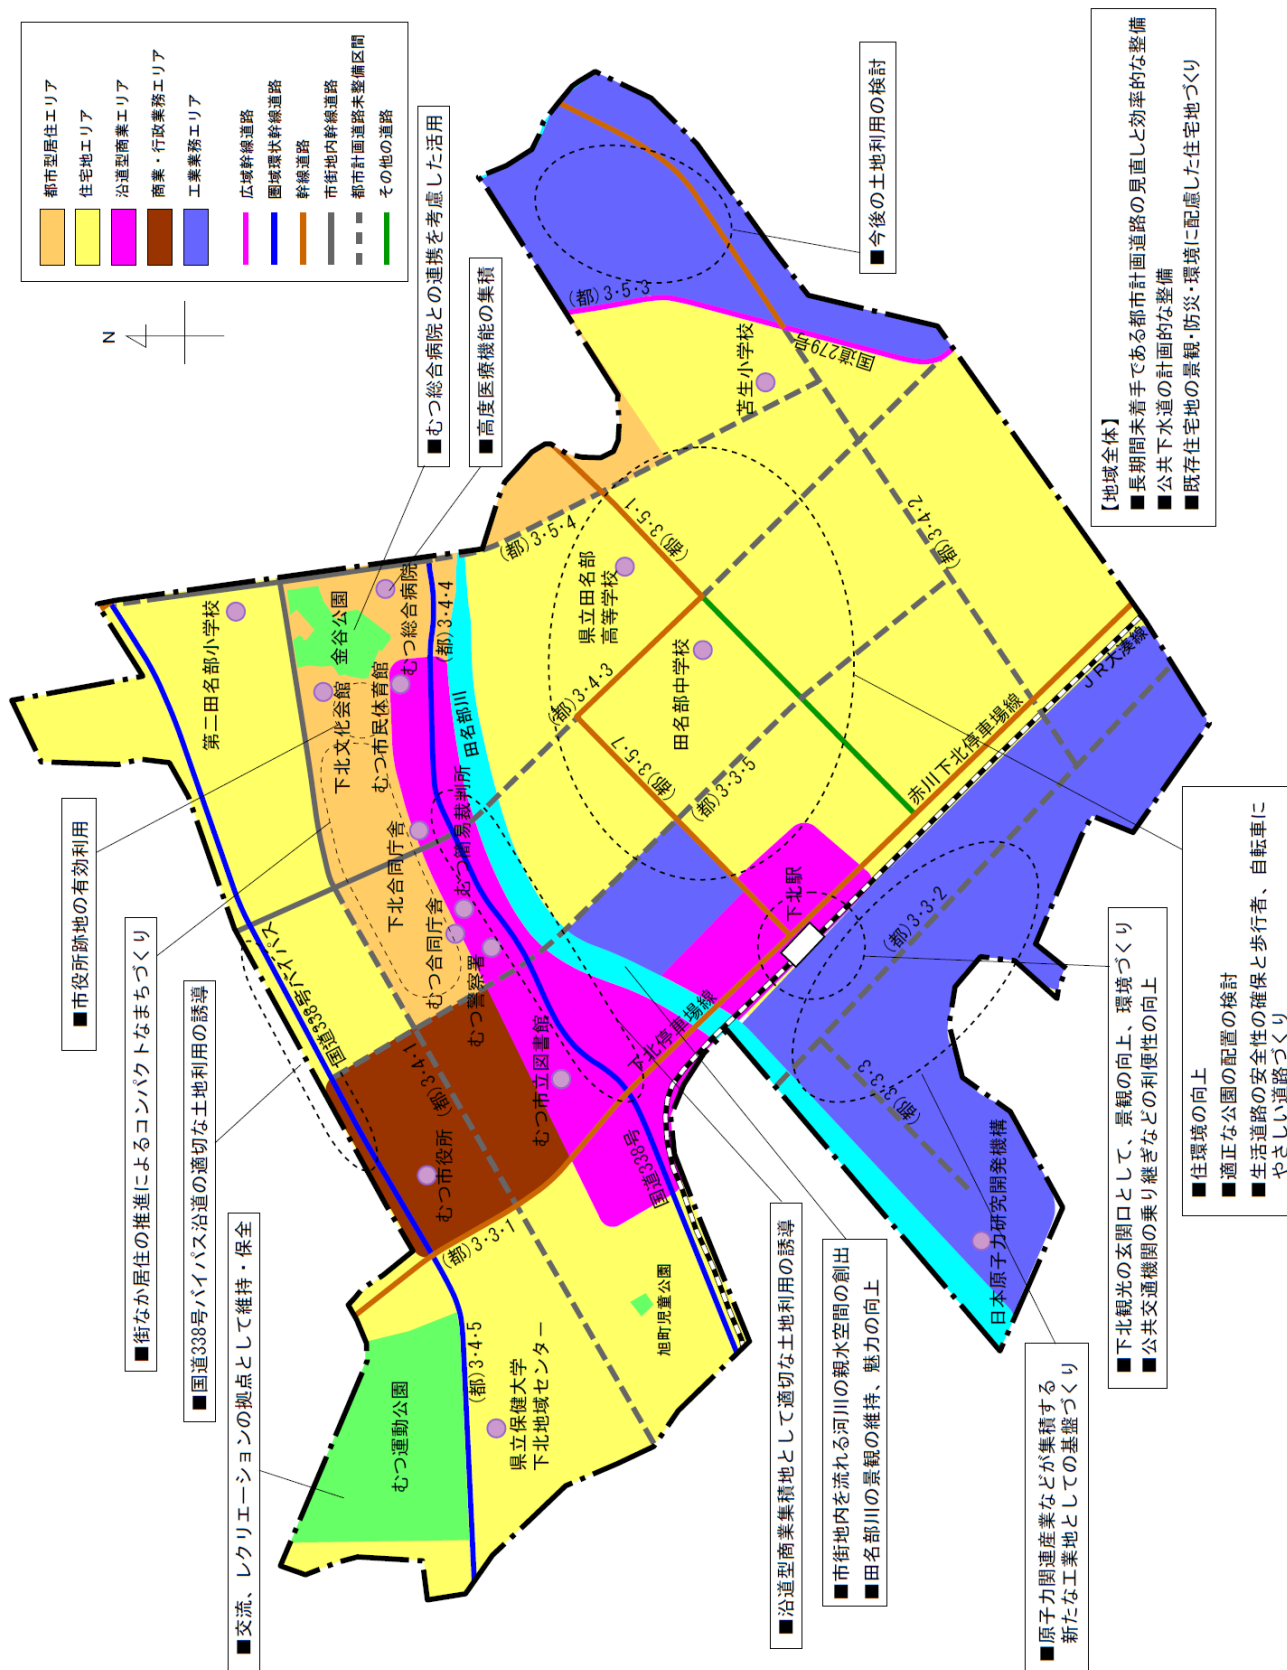 都市型居住エリア
住宅地エリア
沿道型商業エリア
商業・行政業務エリア
工業業務エリア
広域幹線道路
圏域環状幹線道路
幹線道路
市街地内幹線道路
都市計画道路未整備区間
その他の道路
N
■むつ総合病院との連携を考慮した活用
■高度医療機能の集積
■今後の土地利用の検討
【地域全体】
■長期間未着手である都市計画道路の見直しと効率的な整備
■公共下水道の計画的な整備
■既存住宅地の景観・防災・環境に配慮した住宅地づくり
■市役所跡地の有効利用
■街なか居住の推進によるコンパクトなまちづくり
■国道338号バイパス沿道の適切な土地利用の誘導
■交流、レクリエーションの拠点として維持・保全
■沿道型商業集積地として適切な土地利用の誘導
■市街地内を流れる河川の親水空間の創出
■田名部川の景観の維持、魅力の向上
■原子力関連産業などが集積する
新たな工業地としての基盤づくり
■下北観光の玄関口として、景観の向上、環境づくり
■公共交通機関の乗り継ぎなどの利便性の向上
■住環境の向上
■適正な公園の配置の検討
■生活道路の安全性の確保と歩行者、自転車に
やさしい道路づくり
第二田名部小学校
金谷公園
むつ総合病院
下北文化会館
むつ市民体育館
(都)3・4・4
田名部川
むつ簡易裁判所
下北合同庁舎
むつ合同庁舎
むつ警察署
むつ市立図書館
国道338号バイパス
(都)3・4・1
むつ市役所
(都)3・3・1
(都)3・4・5
むつ運動公園
県立保健大学
下北地域センター
旭町児童公園
国道338号
下北停車場線
下北駅
(都)3・5・4
(都)3・5・1
県立田名部
高等学校
田名部中学校
(都)3・4・3
(都)3・5・7
(都)3・3・5
(都)3・5・3
国道279号
苫生小学校
(都)3・4・2
赤川下北停車場線
JR大湊線
(都)3・3・2
(都)3・3・3
日本原子力研究開発機構